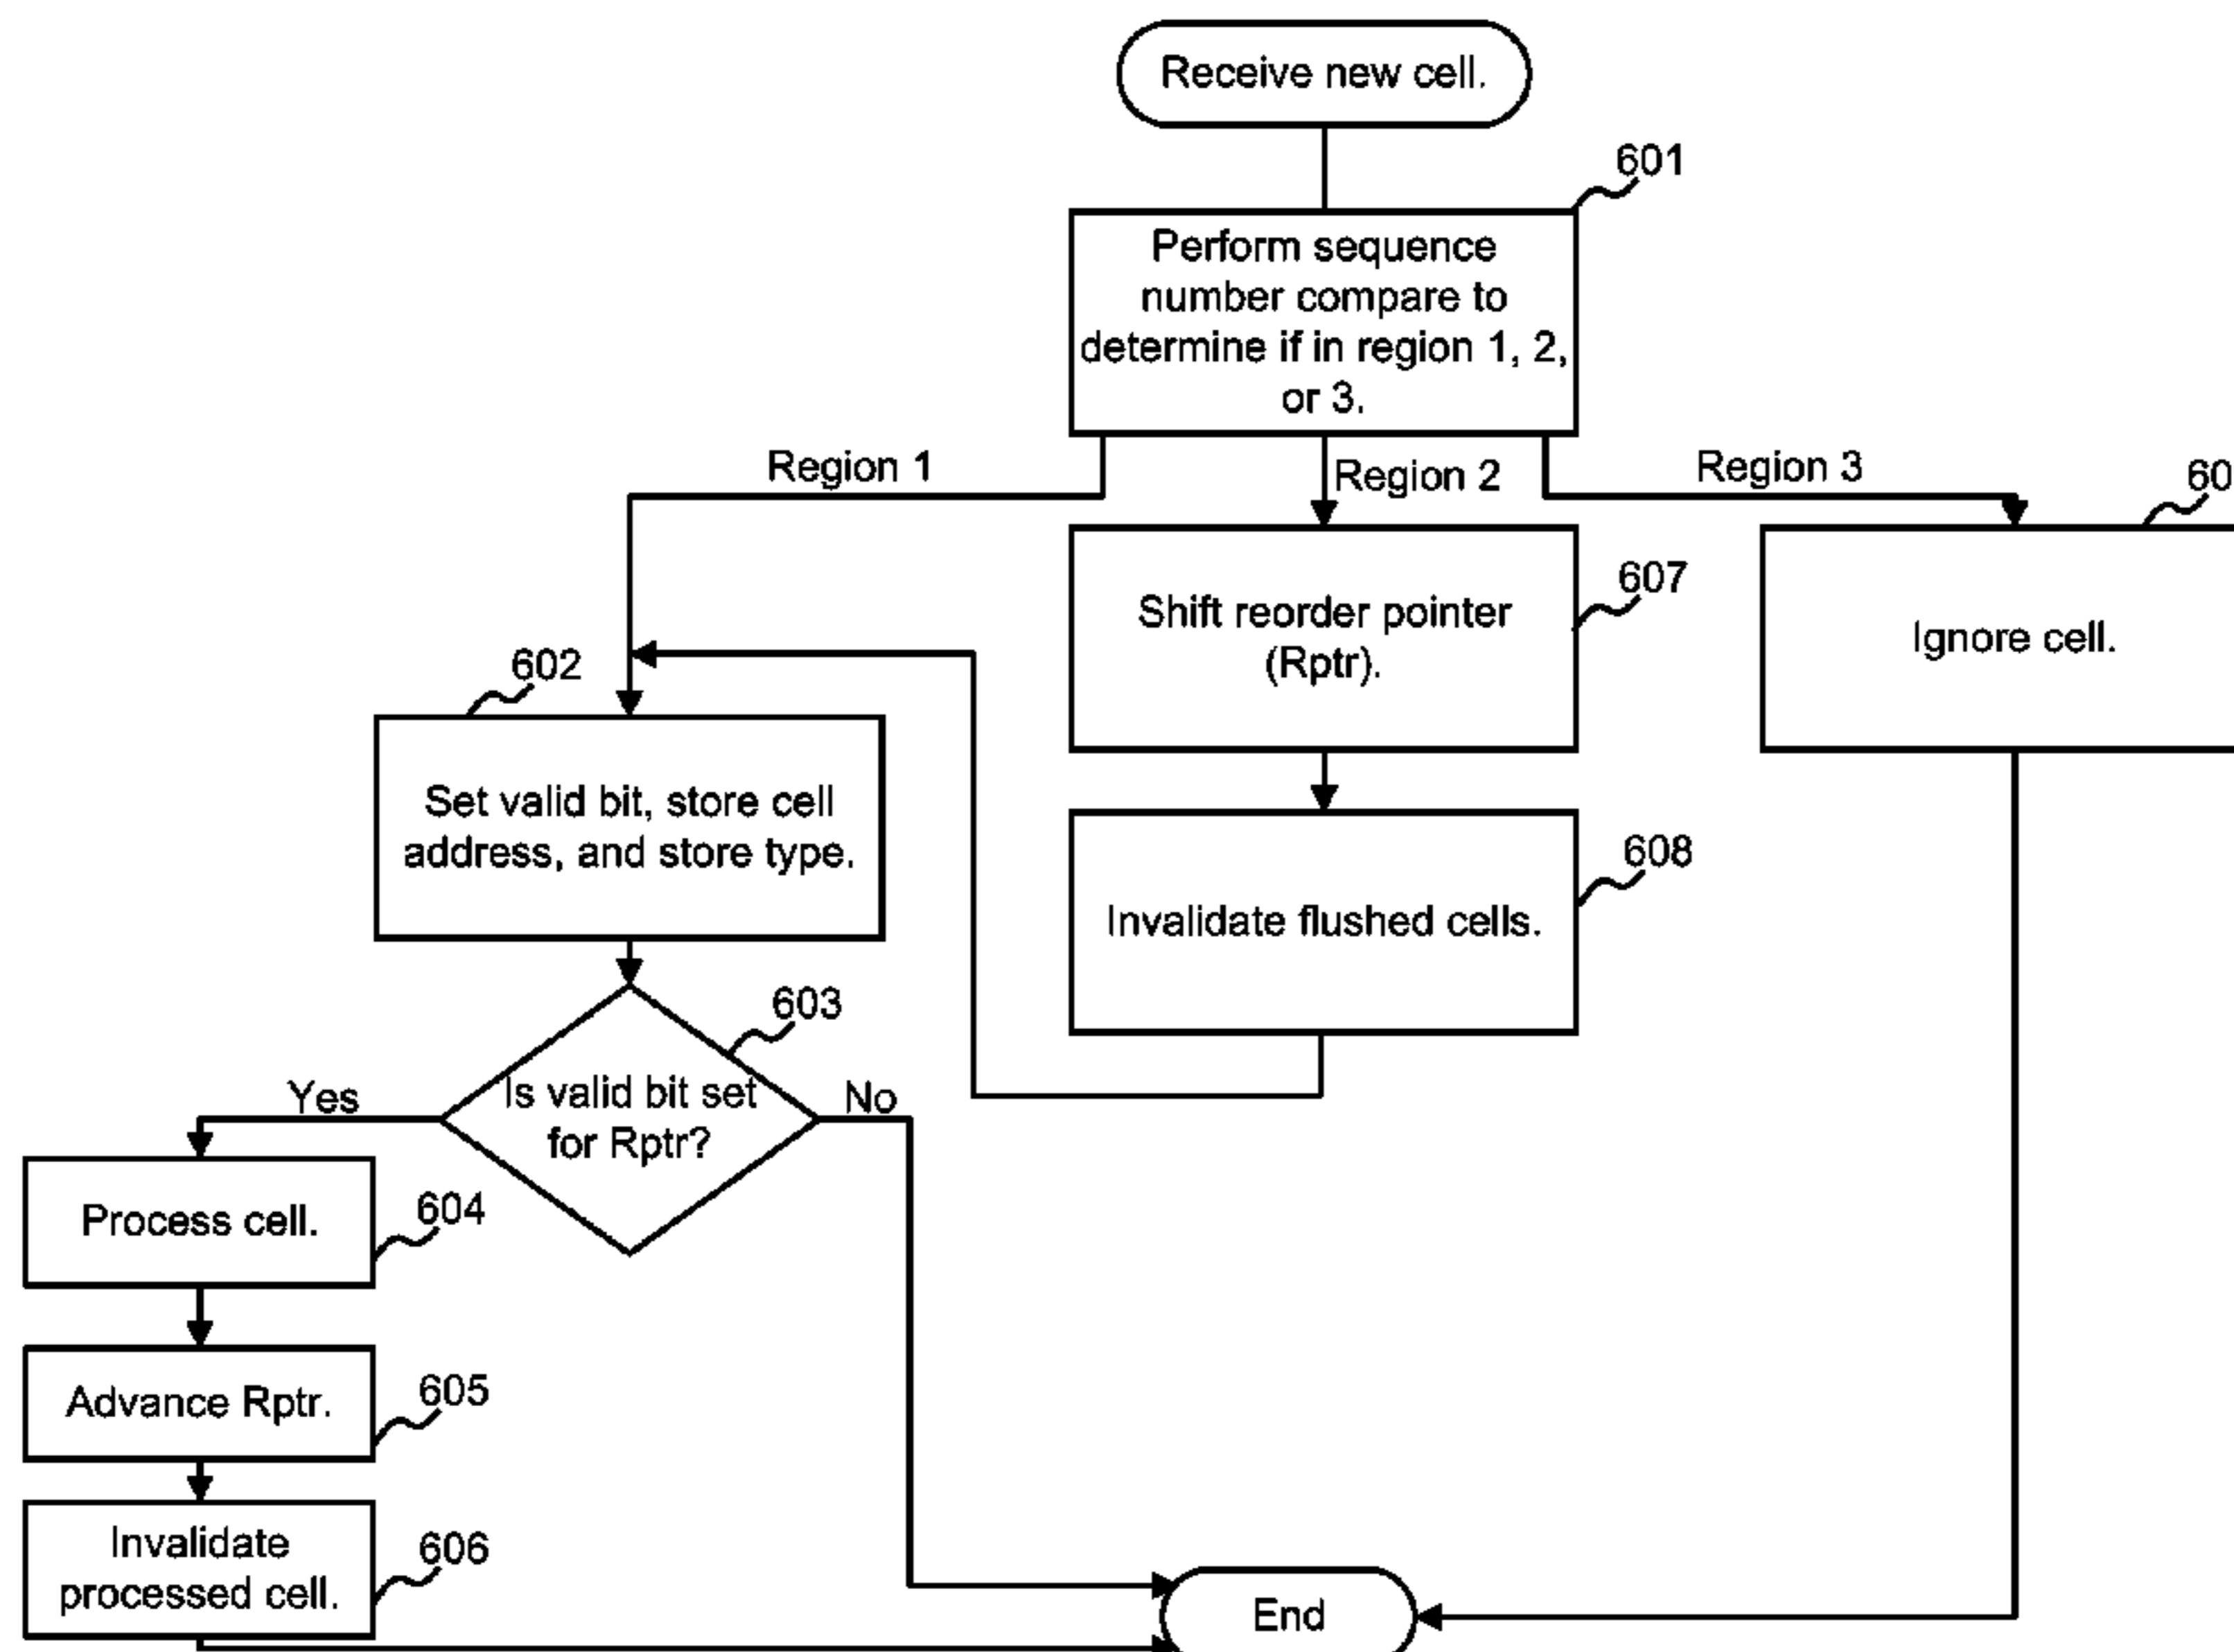 Receive new cell.
601
Perform sequence
number compare to
determine if in region 1, 2,
or 3.
Region 1
Region 2
Region 3
60
607
Shift reorder pointer
(Rptr).
Ignore cell.
602
Set valid bit, store cell
address, and store type.
608
Invalidate flushed cells.
603
Is valid bit set
for Rptr?
Yes
No
Process cell.
604
Advance Rptr.
605
Invalidate
processed cell.
606
End